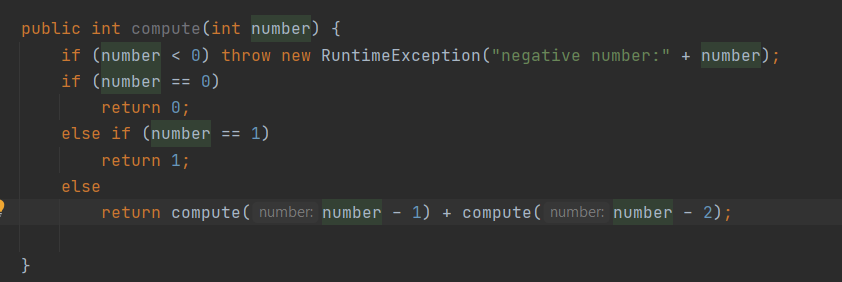 public int compute(int number) {
if (number < 0) throw new RuntimeException("negative number:" + number);
if (number == 0)
return 0;
else if (number == 1)
return 1;
else
return compute( number: number - 1) + compute( number: number - 2);
}